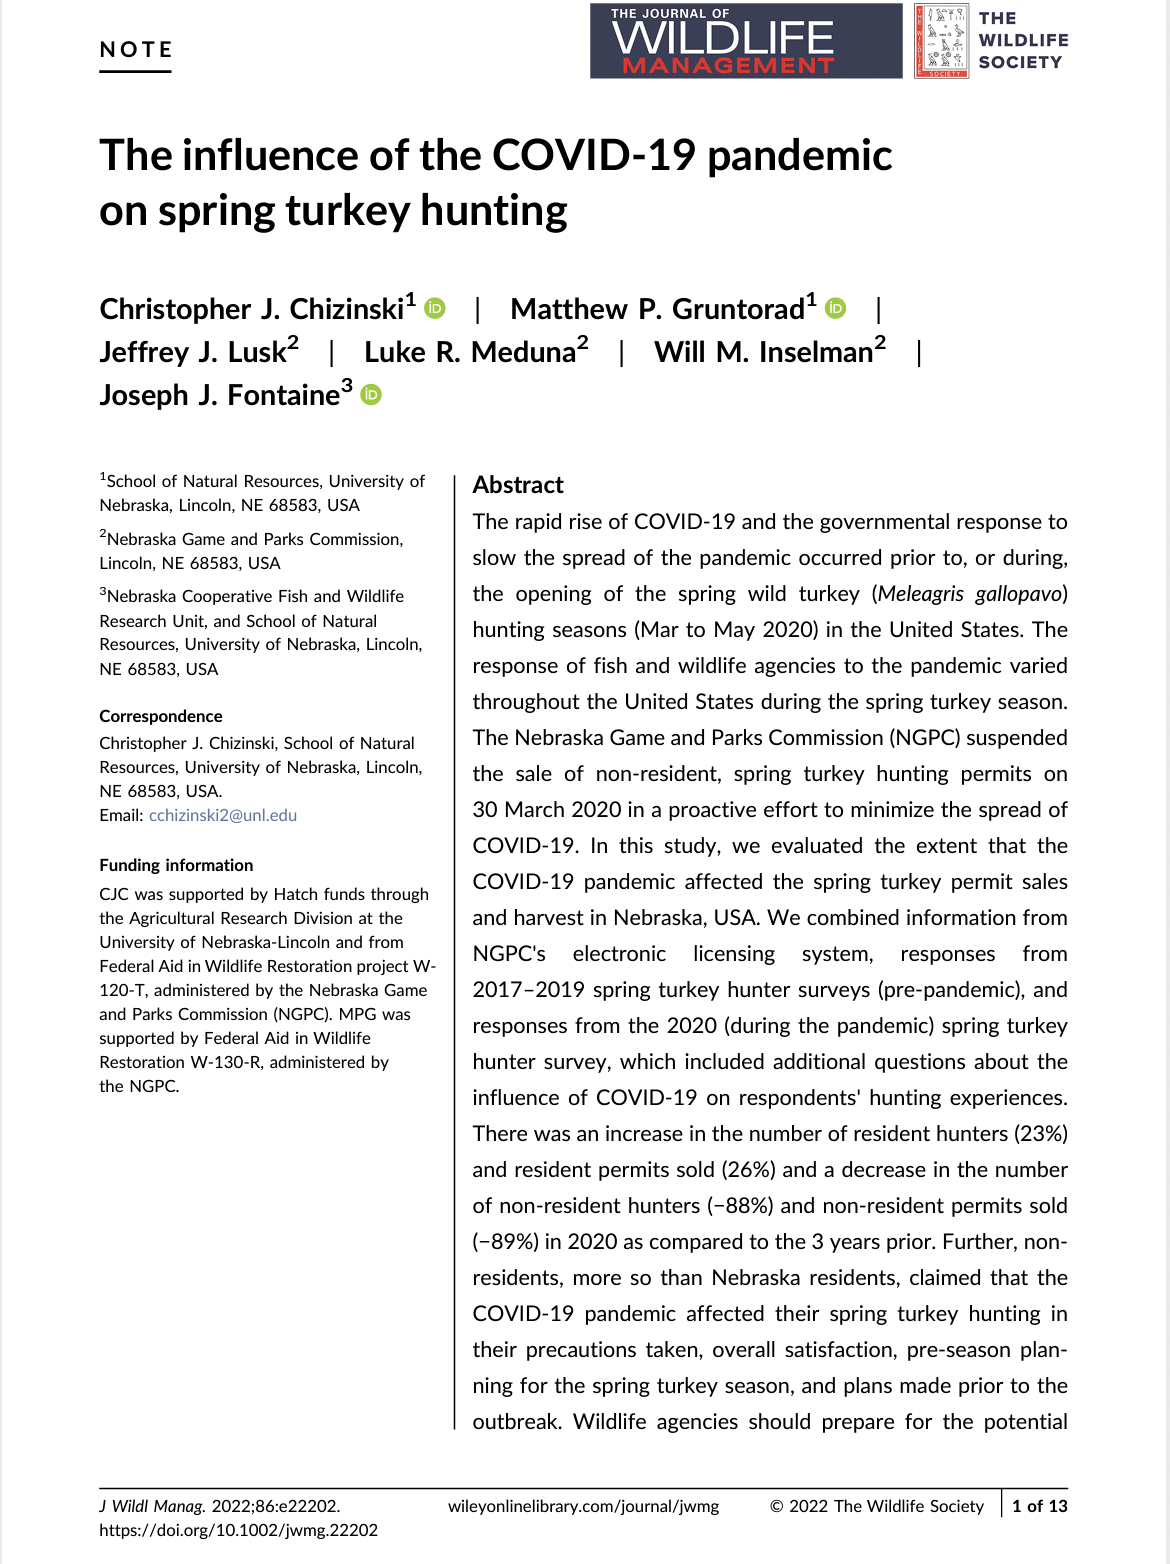 NOTE
THE JOURNAL OF
WILDLIFE
MANAGEMENT
THE WILDLIFE
SOCIETY
THE
WILDLIFE
SOCIETY
The influence of the COVID-19 pandemic
on spring turkey hunting
Christopher J. Chizinski1 iD | Matthew P. Gruntorad1 iD |
Jeffrey J. Lusk2 | Luke R. Meduna2 | Will M. Inselman2 |
Joseph J. Fontaine3 iD
1School of Natural Resources, University of
Nebraska, Lincoln, NE 68583, USA
2Nebraska Game and Parks Commission,
Lincoln, NE 68583, USA
3Nebraska Cooperative Fish and Wildlife
Research Unit, and School of Natural
Resources, University of Nebraska, Lincoln,
NE 68583, USA
Correspondence
Christopher J. Chizinski, School of Natural
Resources, University of Nebraska, Lincoln,
NE 68583, USA.
Email: cchizinski2@unl.edu
Funding information
CJC was supported by Hatch funds through
the Agricultural Research Division at the
University of Nebraska-Lincoln and from
Federal Aid in Wildlife Restoration project W-
120-T, administered by the Nebraska Game
and Parks Commission (NGPC). MPG was
supported by Federal Aid in Wildlife
Restoration W-130-R, administered by
the NGPC.
Abstract
The rapid rise of COVID-19 and the governmental response to
slow the spread of the pandemic occurred prior to, or during,
the opening of the spring wild turkey (Meleagris gallopavo)
hunting seasons (Mar to May 2020) in the United States. The
response of fish and wildlife agencies to the pandemic varied
throughout the United States during the spring turkey season.
The Nebraska Game and Parks Commission (NGPC) suspended
the sale of non-resident, spring turkey hunting permits on
30 March 2020 in a proactive effort to minimize the spread of
COVID-19. In this study, we evaluated the extent that the
COVID-19 pandemic affected the spring turkey permit sales
and harvest in Nebraska, USA. We combined information from
NGPC's electronic licensing system, responses from
2017–2019 spring turkey hunter surveys (pre-pandemic), and
responses from the 2020 (during the pandemic) spring turkey
hunter survey, which included additional questions about the
influence of COVID-19 on respondents' hunting experiences.
There was an increase in the number of resident hunters (23%)
and resident permits sold (26%) and a decrease in the number
of non-resident hunters (−88%) and non-resident permits sold
(−89%) in 2020 as compared to the 3 years prior. Further, non-
residents, more so than Nebraska residents, claimed that the
COVID-19 pandemic affected their spring turkey hunting in
their precautions taken, overall satisfaction, pre-season plan-
ning for the spring turkey season, and plans made prior to the
outbreak. Wildlife agencies should prepare for the potential
J Wildl Manag. 2022;86:e22202.
https://doi.org/10.1002/jwmg.22202
wileyonlinelibrary.com/journal/jwmg
© 2022 The Wildlife Society | 1 of 13